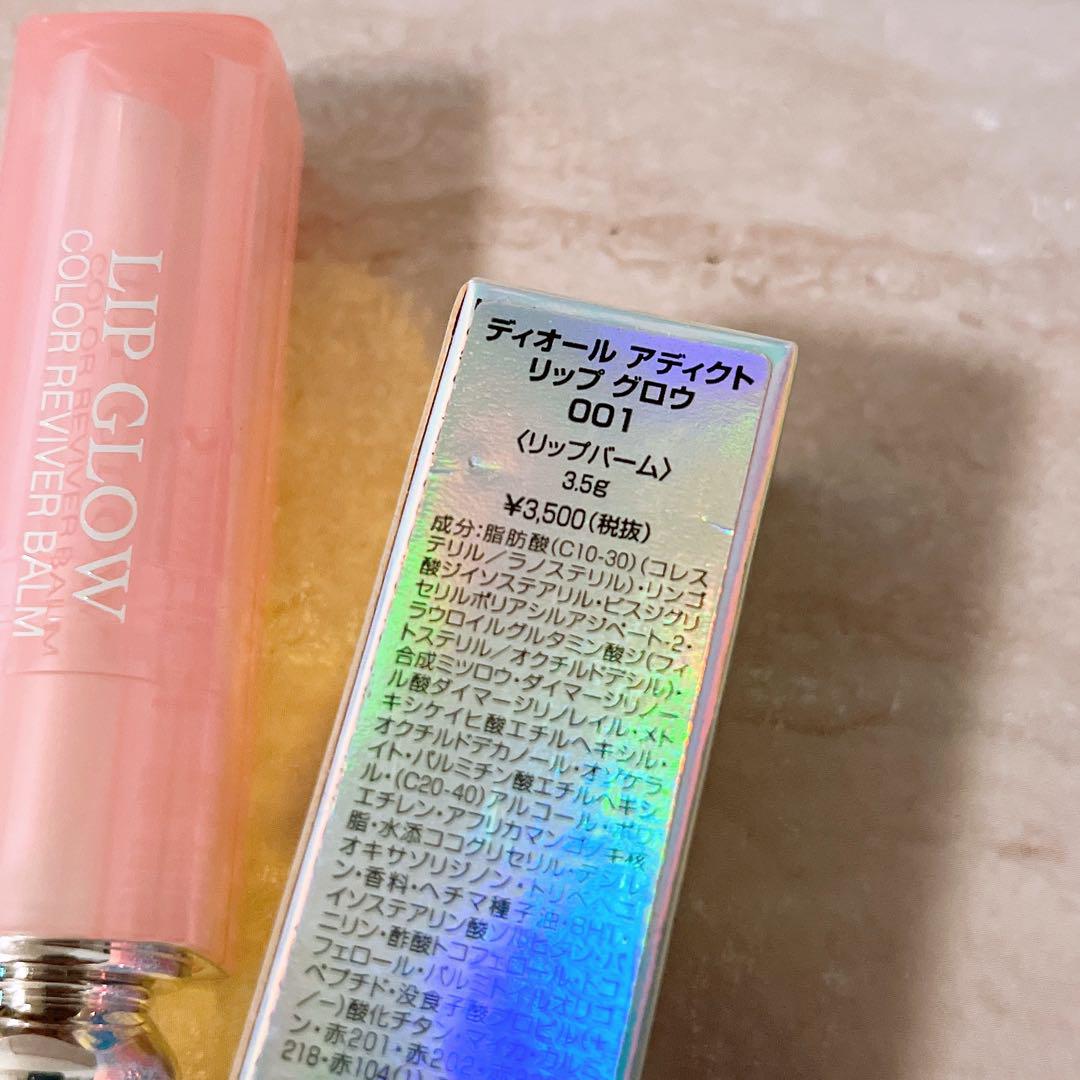 LIP GLOW
COLOR REVIVER BALM
ディオール アディクト
リップ グロウ
001
〈リップバーム〉
3.5g
¥3,500(税抜)
成分:脂肪酸(C10-30)(コレス
テリル/ラノステリル)・リンゴ
酸ジイソステアリル・ビスジグリ
セリルポリアシルアジペート-2・
ラウロイルグルタミン酸ジ(フィ
トステリル/オクチルドデシル)・
合成ミツロウ・ダイマージリノー
ル酸ダイマージリノレイル・メト
キシケイヒ酸エチルヘキシル・
オクチルドデカノール・オゾケラ
イト・パルミチン酸エチルヘキシ
ル・(C20-40)アルコール・ポリ
エチレン・アフリカマンゴノキ核
脂・水添ココグリセリル・デシル
オキサゾリジノン・トリベヘニ
ン・香料・ヘチマ種子油・BHT・
イソステアリン酸ソルビタン・バ
ニリン・酢酸トコフェロール・トコ
フェロール・パルミトイルオリゴ
ペプチド・没食子酸プロピル(+
/-)酸化チタン・マイカ・カルミ
ン・赤201・赤202・
218・赤104(1)